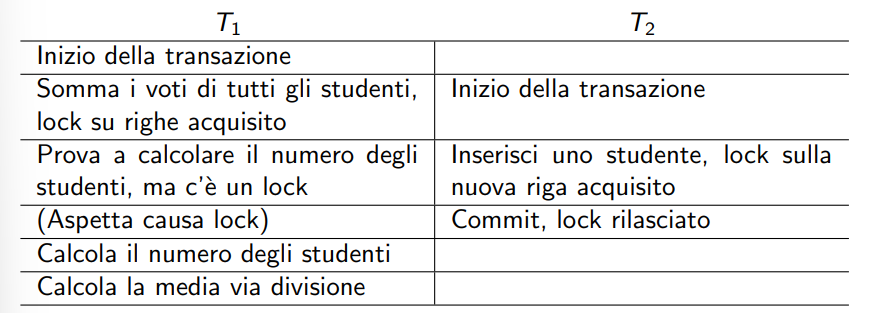 T1 T2
Inizio della transazione
Somma i voti di tutti gli studenti, Inizio della transazione
lock su righe acquisito
Prova a calcolare il numero degli Inserisci uno studente, lock sulla
studenti, ma c'è un lock nuova riga acquisito
(Aspetta causa lock) Commit, lock rilasciato
Calcola il numero degli studenti
Calcola la media via divisione